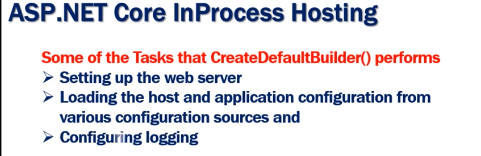 ASP.NET Core InProcess Hosting
Some of the Tasks that CreateDefaultBuilder() performs
➢ Setting up the web server
➢ Loading the host and application configuration from
various configuration sources and
➢ Configuring logging